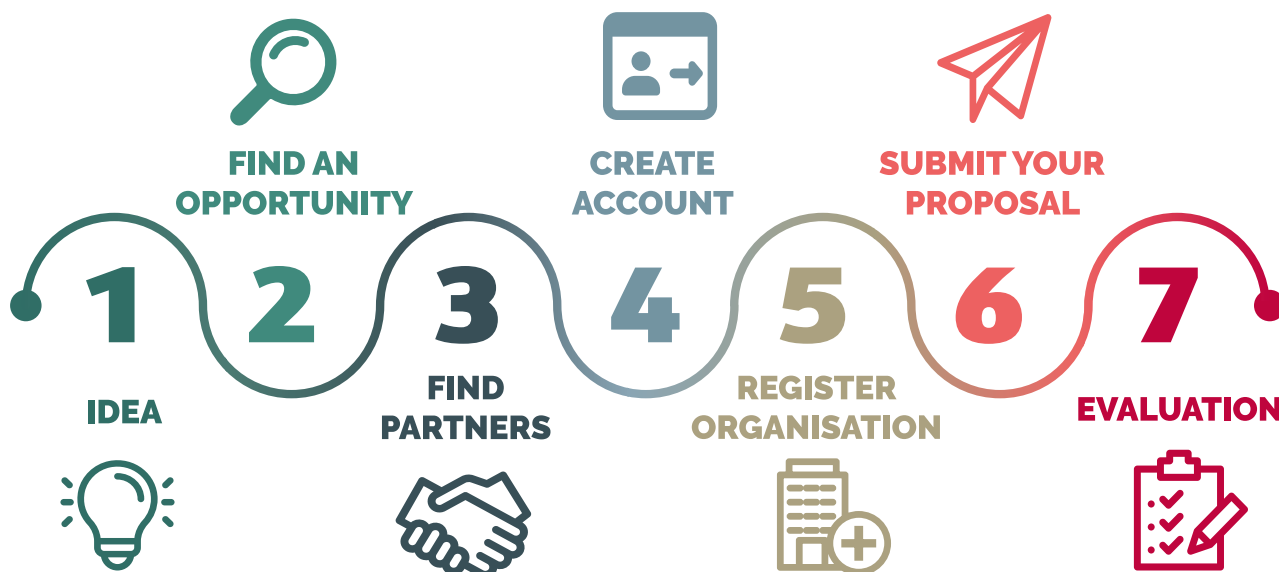 1
IDEA
2
FIND AN
OPPORTUNITY
3
FIND
PARTNERS
4
CREATE
ACCOUNT
5
REGISTER
ORGANISATION
6
SUBMIT YOUR
PROPOSAL
7
EVALUATION